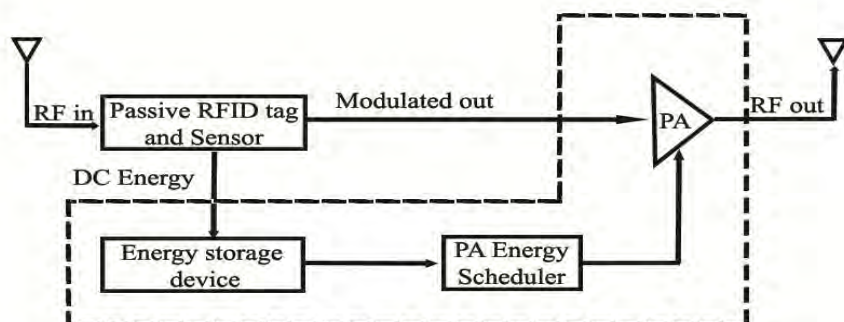 RF in
Passive RFID tag
and Sensor
Modulated out
PA
RF out
DC Energy
Energy storage
device
PA Energy
Scheduler